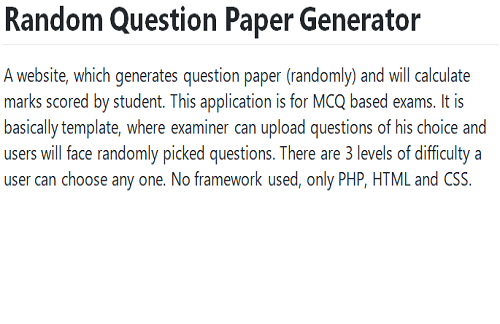 Random Question Paper Generator
A website, which generates question paper (randomly) and will calculate
marks scored by student. This application is for MCQ based exams. It is
basically template, where examiner can upload questions of his choice and
users will face randomly picked questions. There are 3 levels of difficulty a
user can choose any one. No framework used, only PHP, HTML and CSS.